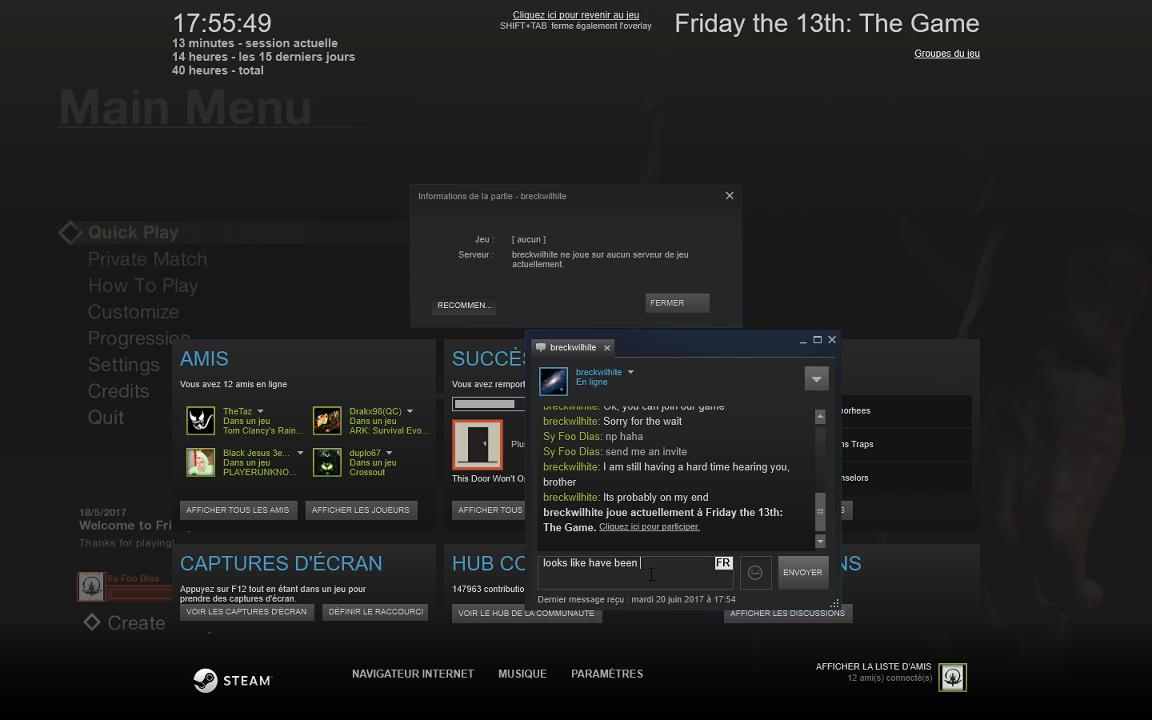 17:55:49
13 minutes - session actuelle
14 heures - les 15 derniers jours
40 heures - total
Cliquez ici pour revenir au jeu
SHIFT+TAB ferme également l'overlay
Friday the 13th: The Game
Groupes du jeu
Main Menu
Quick Play
Private Match
How To Play
Customize
Progression
Settings
Credits
Quit
Informations de la partie - breckwilhite
Jeu : [ aucun ]
Serveur : breckwilhite ne joue sur aucun serveur de jeu
actuellement.
RECOMMEN...
FERMER
AMIS
Vous avez 12 amis en ligne
TheTaz
Dans un jeu
Tom Clancy's Rain...
Drakx98(QC)
Dans un jeu
ARK: Survival Evo...
Black Jesus 3e...
Dans un jeu
PLAYERUNKNO...
duplo67
Dans un jeu
Crossout
AFFICHER TOUS LES AMIS
AFFICHER LES JOUEURS
SUCCÈS
Vous avez remport
Plus
This Door Won't Op
AFFICHER TOUS
breckwilhite
breckwilhite
En ligne
breckwilhite: Ok, you can join our game
breckwilhite: Sorry for the wait
Sy Foo Dias: np haha
Sy Foo Dias: send me an invite
breckwilhite: I am still having a hard time hearing you,
brother
breckwilhite: Its probably on my end
breckwilhite joue actuellement à Friday the 13th:
The Game. Cliquez ici pour participer.
looks like have been
FR
ENVOYER
Dernier message reçu : mardi 20 juin 2017 à 17:54
oorhees
ns Traps
nselors
S
18/5/2017
Welcome to Fri
Thanks for playing!
Sy Foo Dias
Create
CAPTURES D'ÉCRAN
Appuyez sur F12 tout en étant dans un jeu pour
prendre des captures d'écran.
VOIR LES CAPTURES D'ÉCRAN
DÉFINIR LE RACCOURCI
HUB CO
147963 contributio
VOIR LE HUB DE LA COMMUNAUTÉ
NS
AFFICHER LES DISCUSSIONS
STEAM
NAVIGATEUR INTERNET
MUSIQUE
PARAMÈTRES
AFFICHER LA LISTE D'AMIS
12 ami(s) connecté(s)